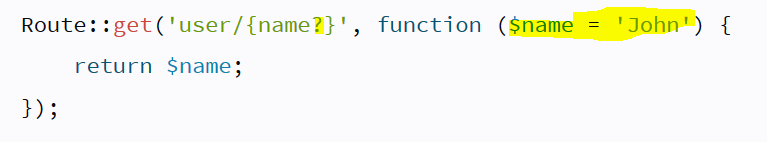 Route::get('user/{name?}', function ($name = 'John') {
    return $name;
});